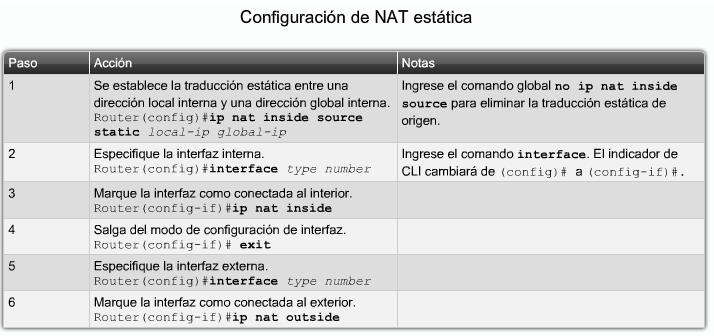 Configuración de NAT estática
Paso
Acción
Notas
1
Se establece la traducción estática entre una
dirección local interna y una dirección global interna.
Router(config)#ip nat inside source
static local-ip global-ip
Ingrese el comando global no ip nat inside
source para eliminar la traducción estática de
origen.
2
Especifique la interfaz interna.
Router(config)#interface type number
Ingrese el comando interface. El indicador de
CLI cambiará de (config)# a (config-if)#.
3
Marque la interfaz como conectada al interior.
Router(config-if)#ip nat inside
4
Salga del modo de configuración de interfaz.
Router(config-if)# exit
5
Especifique la interfaz externa.
Router(config)#interface type number
6
Marque la interfaz como conectada al exterior.
Router(config-if)#ip nat outside